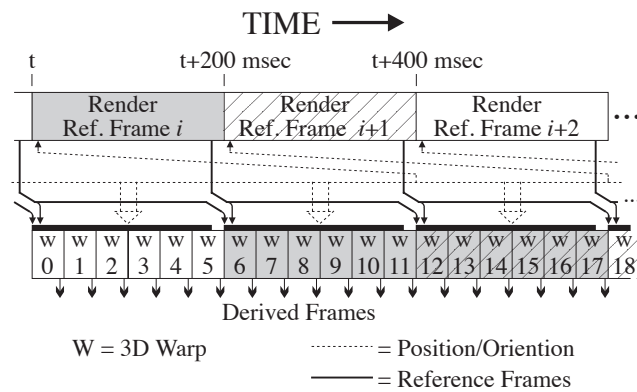 TIME
t t+200 msec t+400 msec
Render Render Render
Ref. Frame i Ref. Frame i+1 Ref. Frame i+2 ...
...
w w w w w w w w w w w w w w w w w w w
0 1 2 3 4 5 6 7 8 9 10 11 12 13 14 15 16 17 18
Derived Frames
W = 3D Warp = Position/Oriention
= Reference Frames